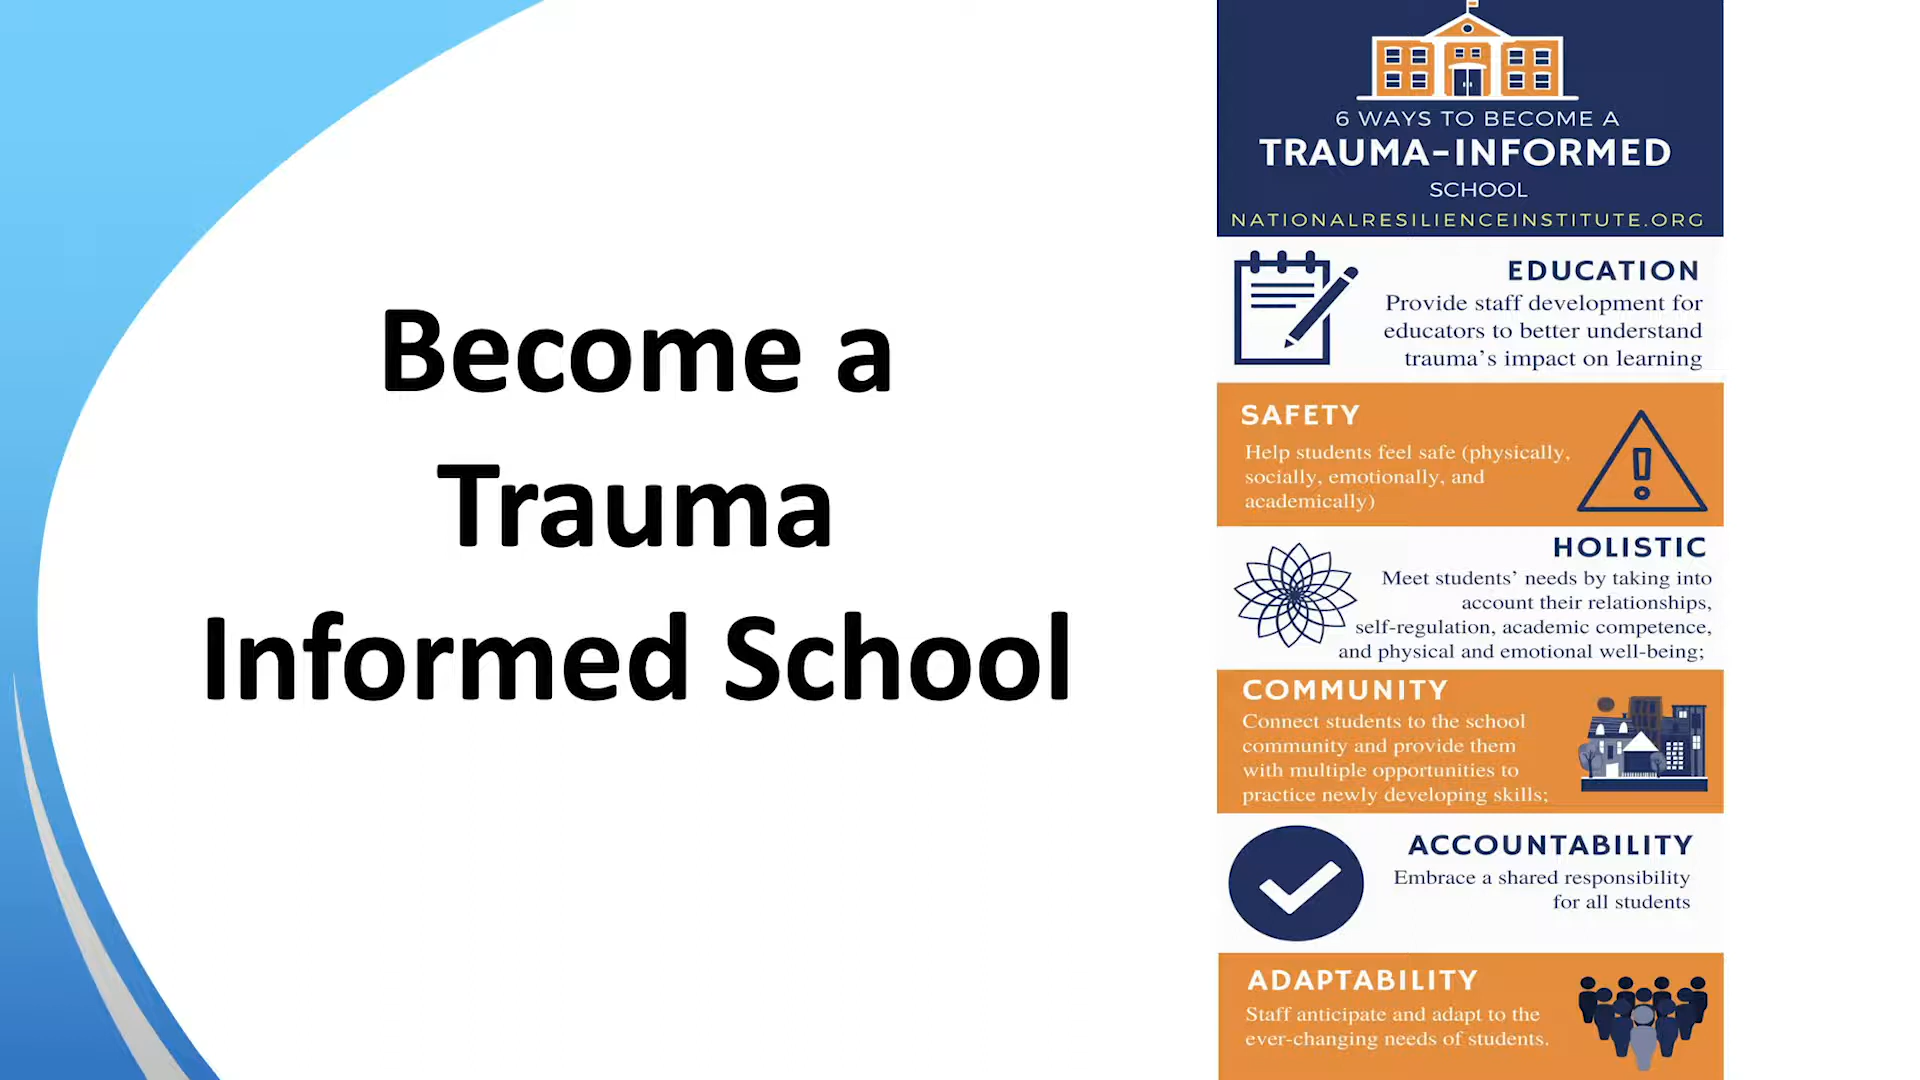 Become a
Trauma
Informed School
6 WAYS TO BECOME A
TRAUMA-INFORMED
SCHOOL
NATIONALRESILIENCEINSTITUTE.ORG
EDUCATION
Provide staff development for
educators to better understand
trauma's impact on learning
SAFETY
Help students feel safe (physically,
socially, emotionally, and
academically)
HOLISTIC
Meet students' needs by taking into
account their relationships,
self-regulation, academic competence,
and physical and emotional well-being;
COMMUNITY
Connect students to the school
community and provide them
with multiple opportunities to
practice newly developing skills;
ACCOUNTABILITY
Embrace a shared responsibility
for all students
ADAPTABILITY
Staff anticipate and adapt to the
ever-changing needs of students.